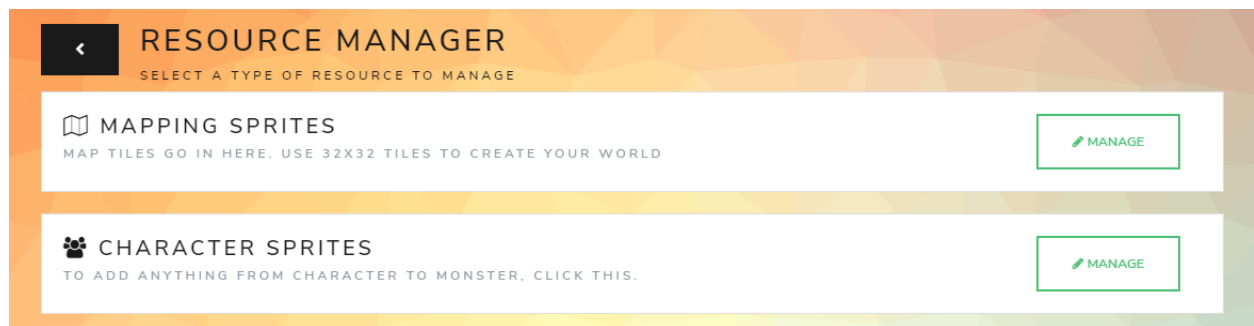 RESOURCE MANAGER
SELECT A TYPE OF RESOURCE TO MANAGE
MAPPING SPRITES
MAP TILES GO IN HERE. USE 32X32 TILES TO CREATE YOUR WORLD
MANAGE
CHARACTER SPRITES
TO ADD ANYTHING FROM CHARACTER TO MONSTER, CLICK THIS.
MANAGE